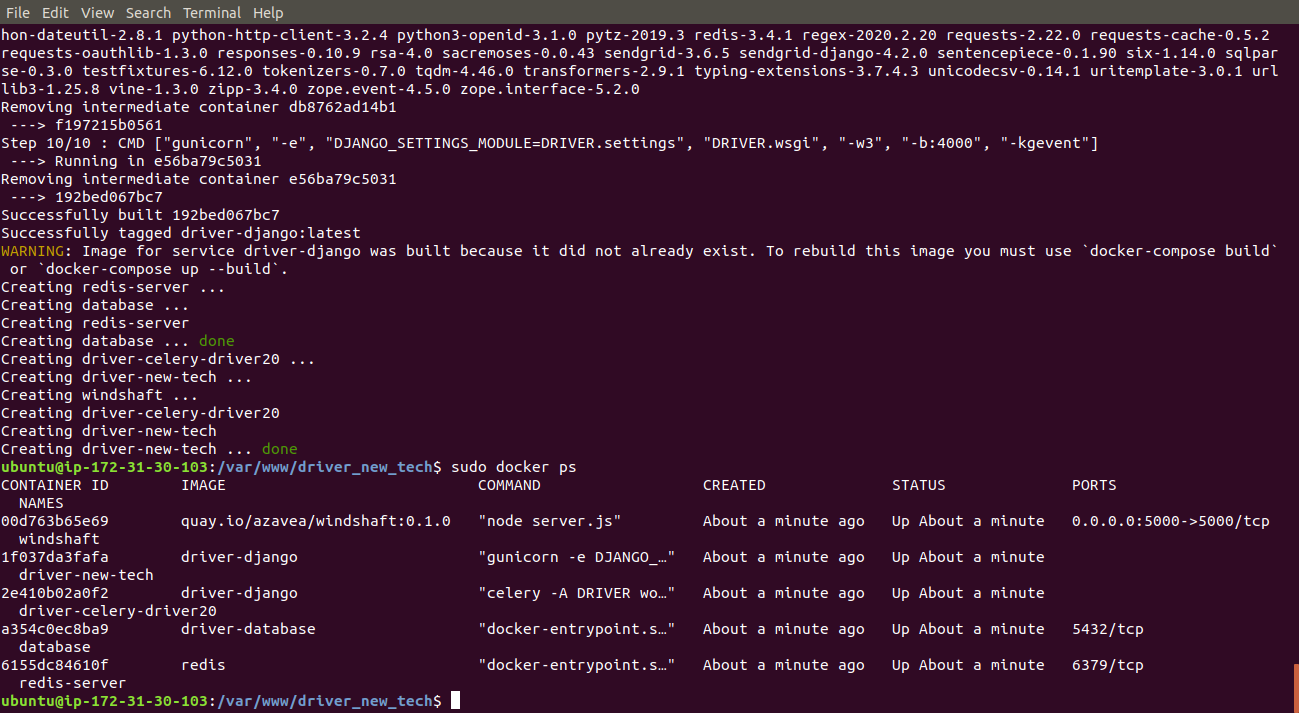 File Edit View Search Terminal Help
hon-dateutil-2.8.1 python-http-client-3.2.4 python3-openid-3.1.0 pytz-2019.3 redis-3.4.1 regex-2020.2.20 requests-2.22.0 requests-cache-0.5.2
requests-oauthlib-1.3.0 responses-0.10.9 rsa-4.0 sacremoses-0.0.43 sendgrid-3.6.5 sendgrid-django-4.2.0 sentencepiece-0.1.90 six-1.14.0 sqlpar
se-0.3.0 testfixtures-6.12.0 tokenizers-0.7.0 tqdm-4.46.0 transformers-2.9.1 typing-extensions-3.7.4.3 unicodecsv-0.14.1 uritemplate-3.0.1 url
lib3-1.25.8 vine-1.3.0 zipp-3.4.0 zope.event-4.5.0 zope.interface-5.2.0
Removing intermediate container db8762ad14b1
 ---> f197215b0561
Step 10/10 : CMD ["gunicorn", "-e", "DJANGO_SETTINGS_MODULE=DRIVER.settings", "DRIVER.wsgi", "-w3", "-b:4000", "-kgevent"]
 ---> Running in e56ba79c5031
Removing intermediate container e56ba79c5031
 ---> 192bed067bc7
Successfully built 192bed067bc7
Successfully tagged driver-django:latest
WARNING: Image for service driver-django was built because it did not already exist. To rebuild this image you must use `docker-compose build`
 or `docker-compose up --build`.
Creating redis-server ...
Creating database ...
Creating redis-server
Creating database ... done
Creating driver-celery-driver20 ...
Creating driver-new-tech ...
Creating windshaft ...
Creating driver-celery-driver20
Creating driver-new-tech
Creating driver-new-tech ... done
ubuntu@ip-172-31-30-103:/var/www/driver_new_tech$ sudo docker ps
CONTAINER ID        IMAGE                            COMMAND                  CREATED              STATUS              PORTS
  NAMES
00d763b65e69        quay.io/azavea/windshaft:0.1.0   "node server.js"         About a minute ago   Up About a minute   0.0.0.0:5000->5000/tcp
  windshaft
1f037da3fafa        driver-django                    "gunicorn -e DJANGO_…"   About a minute ago   Up About a minute
  driver-new-tech
2e410b02a0f2        driver-django                    "celery -A DRIVER wo…"   About a minute ago   Up About a minute
  driver-celery-driver20
a354c0ec8ba9        driver-database                  "docker-entrypoint.s…"   About a minute ago   Up About a minute   5432/tcp
  database
6155dc84610f        redis                            "docker-entrypoint.s…"   About a minute ago   Up About a minute   6379/tcp
  redis-server
ubuntu@ip-172-31-30-103:/var/www/driver_new_tech$